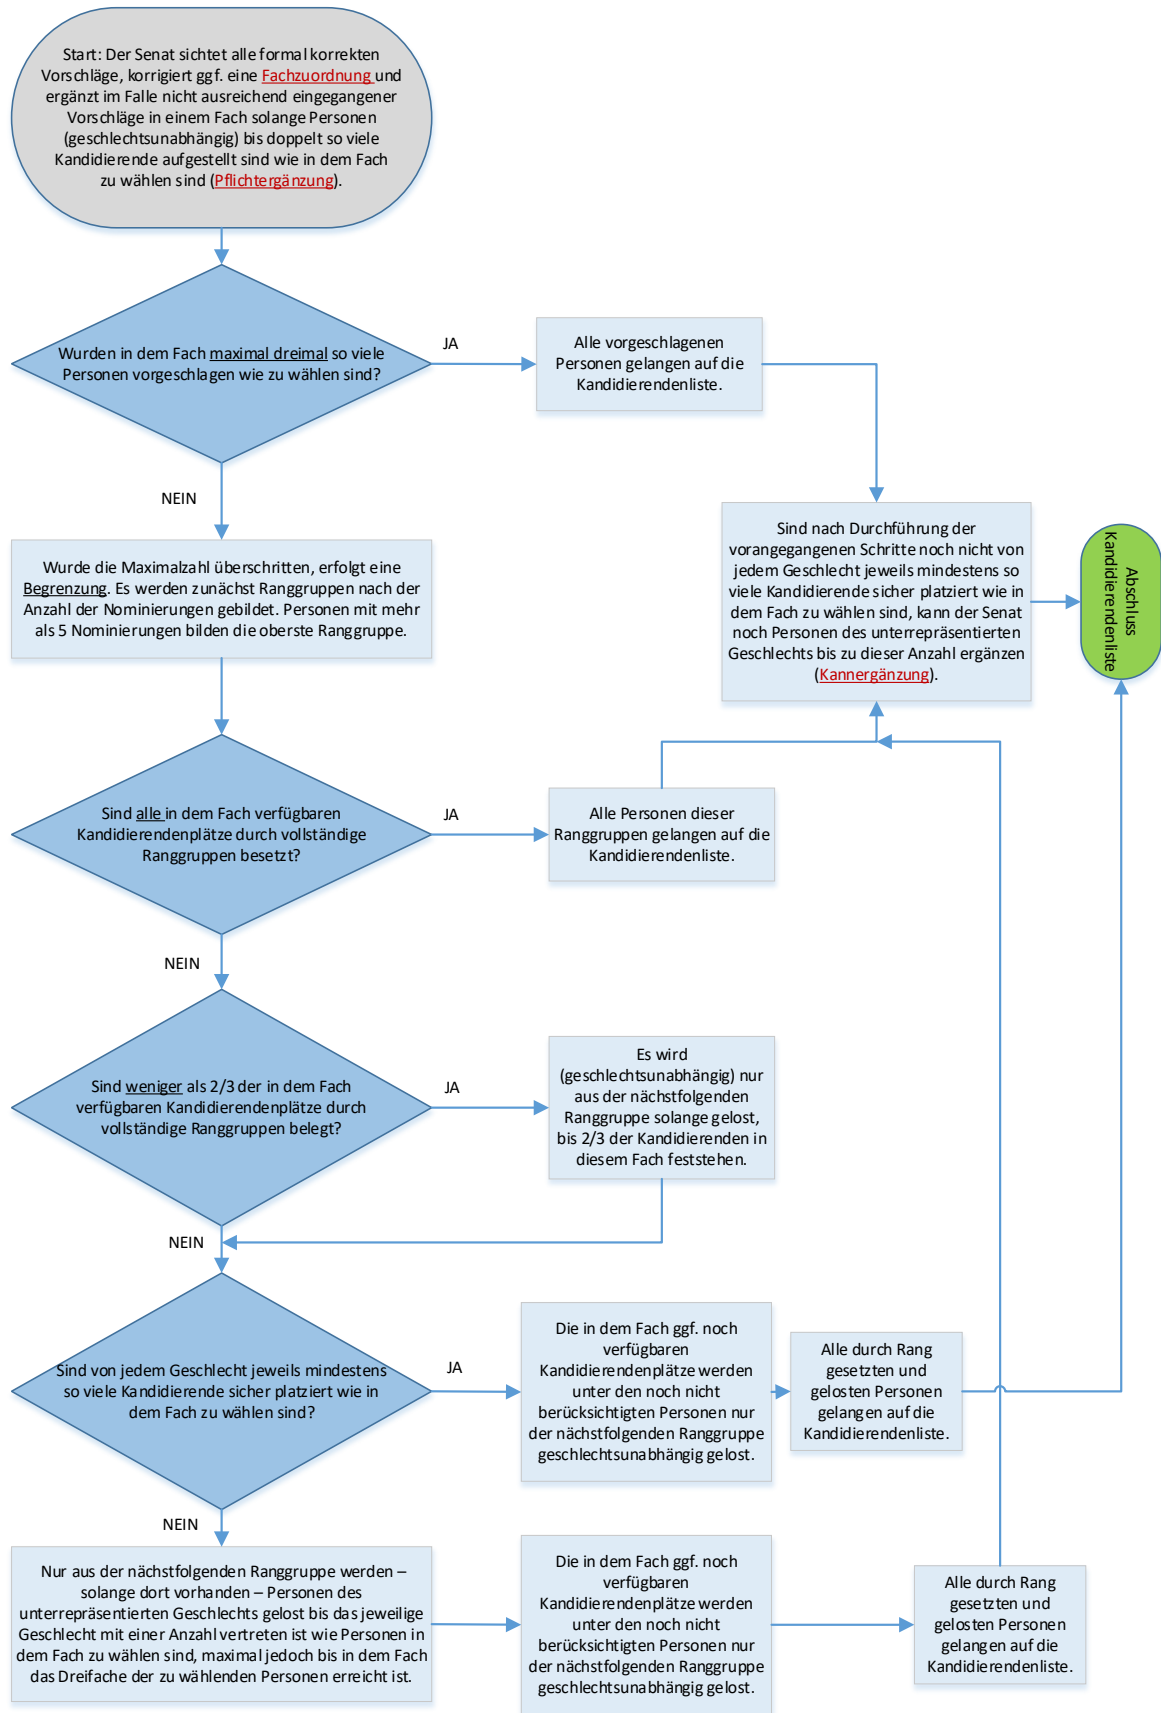 Start: Der Senat sichtet alle formal korrekten
Vorschläge, korrigiert ggf. eine Fachzuordnung und
ergänzt im Falle nicht ausreichend eingegangener
Vorschläge in einem Fach solange Personen
(geschlechtsunabhängig) bis doppelt so viele
Kandidierende aufgestellt sind wie in dem Fach
zu wählen sind (Pflichtergänzung).
Wurden in dem Fach maximal dreimal so viele
Personen vorgeschlagen wie zu wählen sind?
JA
Alle vorgeschlagenen
Personen gelangen auf die
Kandidierendenliste.
NEIN
Wurde die Maximalzahl überschritten, erfolgt eine
Begrenzung. Es werden zunächst Ranggruppen nach der
Anzahl der Nominierungen gebildet. Personen mit mehr
als 5 Nominierungen bilden die oberste Ranggruppe.
Sind nach Durchführung der
vorangegangenen Schritte noch nicht von
jedem Geschlecht jeweils mindestens so
viele Kandidierende sicher platziert wie in
dem Fach zu wählen sind, kann der Senat
noch Personen des unterrepräsentierten
Geschlechts bis zu dieser Anzahl ergänzen
(Kannergänzung).
Abschluss
Kandidierendenliste
Sind alle in dem Fach verfügbaren
Kandidierendenplätze durch vollständige
Ranggruppen besetzt?
JA
Alle Personen dieser
Ranggruppen gelangen auf die
Kandidierendenliste.
NEIN
Sind weniger als 2/3 der in dem Fach
verfügbaren Kandidierendenplätze durch
vollständige Ranggruppen belegt?
JA
Es wird
(geschlechtsunabhängig) nur
aus der nächstfolgenden
Ranggruppe solange gelost,
bis 2/3 der Kandidierenden in
diesem Fach feststehen.
NEIN
Sind von jedem Geschlecht jeweils mindestens
so viele Kandidierende sicher platziert wie in
dem Fach zu wählen sind?
JA
Die in dem Fach ggf. noch
verfügbaren
Kandidierendenplätze werden
unter den noch nicht
berücksichtigten Personen nur
der nächstfolgenden Ranggruppe
geschlechtsunabhängig gelost.
Alle durch Rang
gesetzten und
gelosten Personen
gelangen auf die
Kandidierendenliste.
NEIN
Nur aus der nächstfolgenden Ranggruppe werden –
solange dort vorhanden – Personen des
unterrepräsentierten Geschlechts gelost bis das jeweilige
Geschlecht mit einer Anzahl vertreten ist wie Personen in
dem Fach zu wählen sind, maximal jedoch bis in dem Fach
das Dreifache der zu wählenden Personen erreicht ist.
Die in dem Fach ggf. noch
verfügbaren
Kandidierendenplätze werden
unter den noch nicht
berücksichtigten Personen nur
der nächstfolgenden Ranggruppe
geschlechtsunabhängig gelost.
Alle durch Rang
gesetzten und
gelosten Personen
gelangen auf die
Kandidierendenliste.